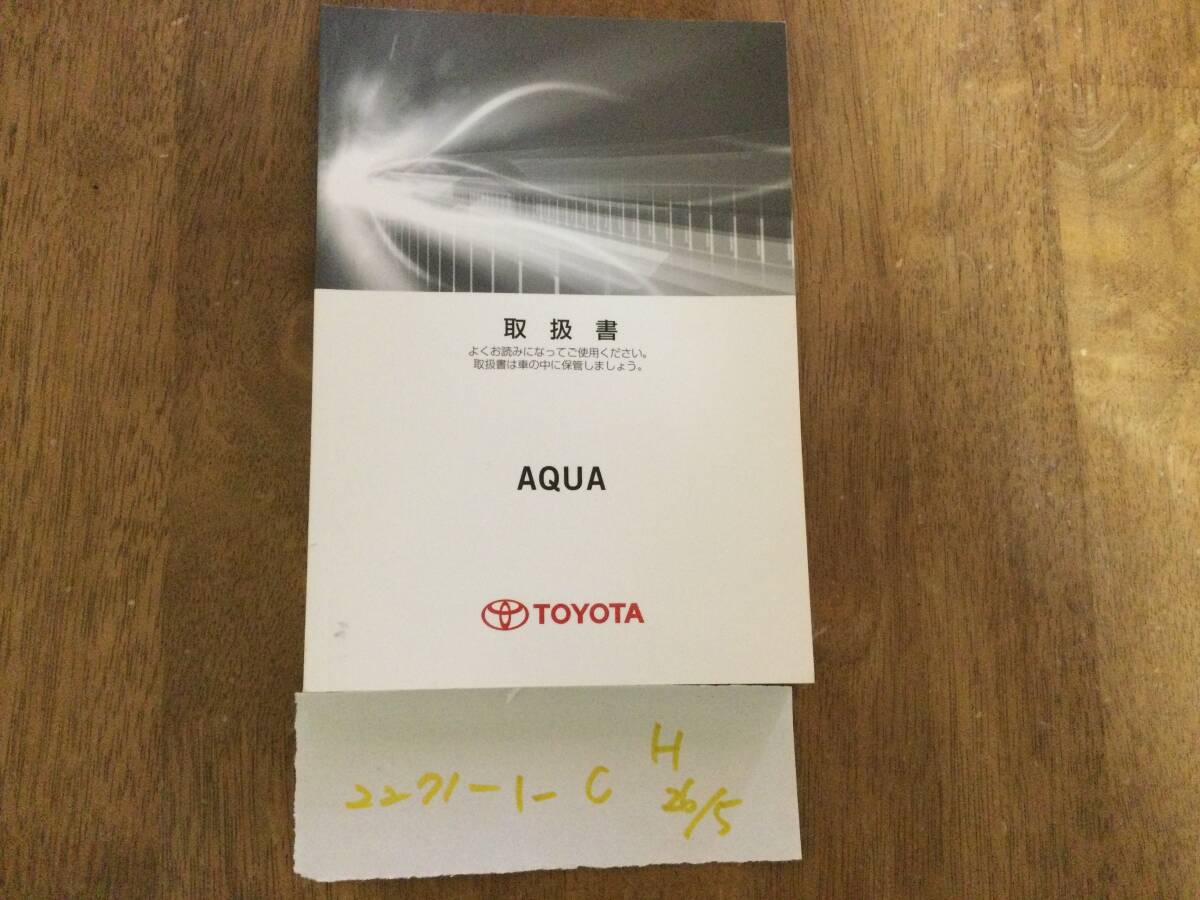 取扱書
よくお読みになってご使用ください。
取扱書は車の中に保管しましょう。
AQUA
TOYOTA
H
2271-1-C
26/5